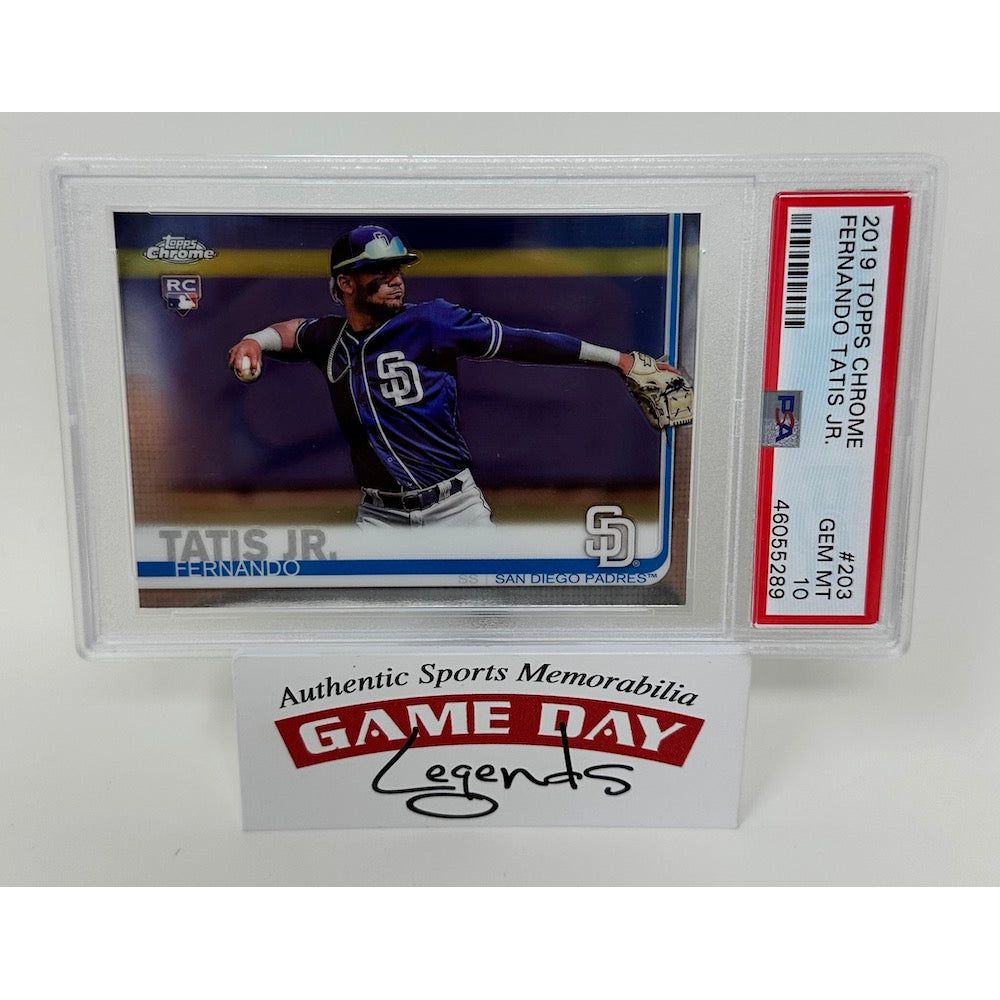 Topps
Chrome
RC
SD
TATIS JR.
FERNANDO
SS | SAN DIEGO PADRES™
SD
2019 TOPPS CHROME
FERNANDO TATIS JR.
#203
GEM MT
10
46055289
PSA
Authentic Sports Memorabilia
GAME DAY
Legends